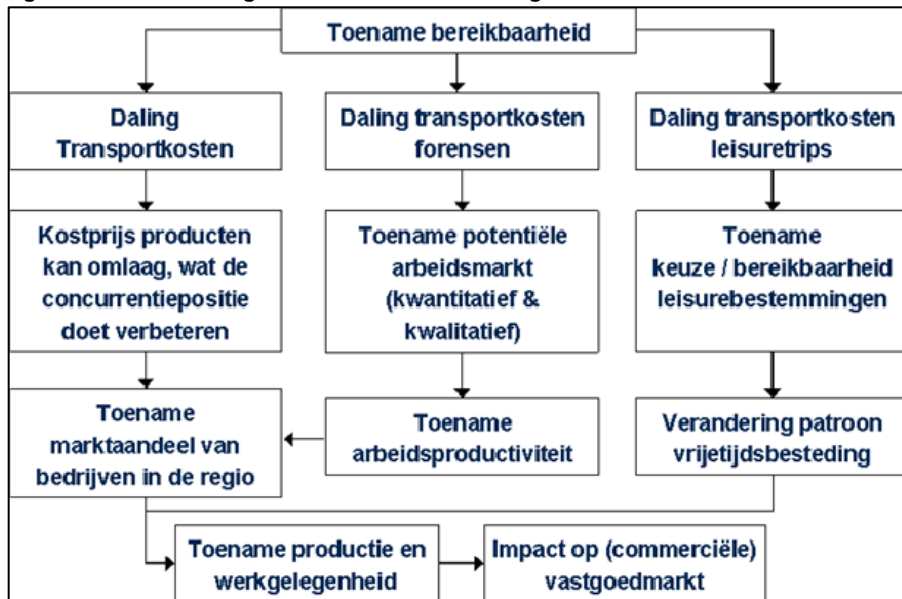 Toename bereikbaarheid
Daling
Transportkosten
Daling transportkosten
forensen
Daling transportkosten
leisuretrips
Kostprijs producten
kan omlaag, wat de
concurrentiepositie
doet verbeteren
Toename potentiële
arbeidsmarkt
(kwantitatief &
kwalitatief)
Toename
keuze / bereikbaarheid
leisurebestemmingen
Toename
marktaandeel van
bedrijven in de regio
Toename
arbeidsproductiviteit
Verandering patroon
vrijetijdsbesteding
Toename productie en
werkgelegenheid
Impact op (commerciële)
vastgoedmarkt